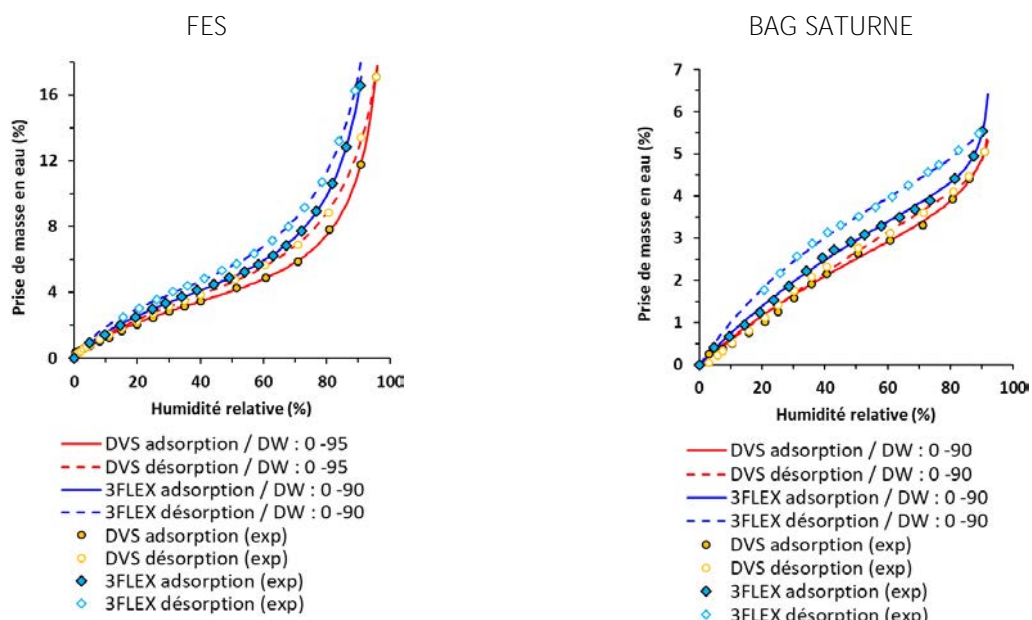 FES
Prise de masse en eau (%)
16
12
8
4
0
0 20 40 60 80 100
Humidité relative (%)
DVS adsorption / DW : 0 -95
DVS désorption / DW : 0 -95
3FLEX adsorption / DW : 0 -90
3FLEX désorption / DW : 0 -90
DVS adsorption (exp)
DVS désorption (exp)
3FLEX adsorption (exp)
3FLEX désorption (exp)
BAG SATURNE
Prise de masse en eau (%)
7
6
5
4
3
2
1
0
0 20 40 60 80 100
Humidité relative (%)
DVS adsorption / DW : 0 -90
DVS désorption / DW : 0 -90
3FLEX adsorption / DW : 0 -90
3FLEX désorption / DW : 0 -90
DVS adsorption (exp)
DVS désorption (exp)
3FLEX adsorption (exp)
3FLEX désorption (exp)